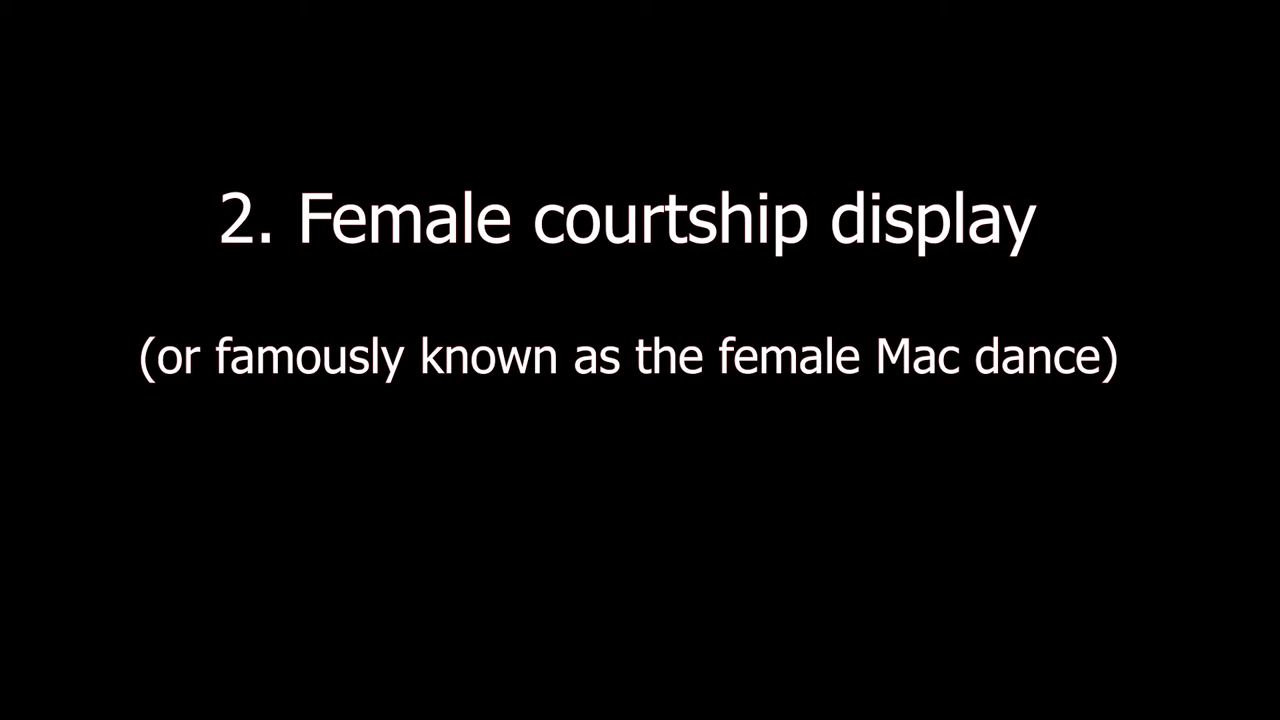 2. Female courtship display
(or famously known as the female Mac dance)